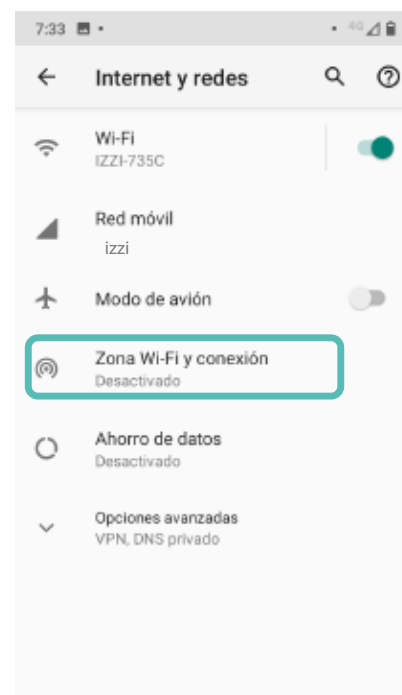 7:33
4G
Internet y redes
Wi-Fi
IZZI-735C
Red móvil
izzi
Modo de avión
Zona Wi-Fi y conexión
Desactivado
Ahorro de datos
Desactivado
Opciones avanzadas
VPN, DNS privado